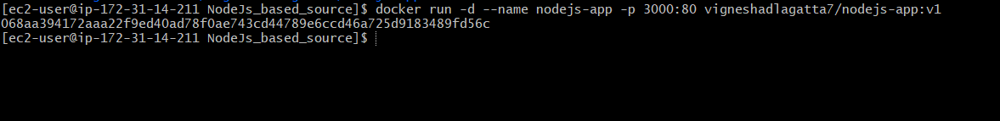 [ec2-user@ip-172-31-14-211 NodeJs_based_source]$ docker run -d --name nodejs-app -p 3000:80 vigneshadlagatta7/nodejs-app:v1
068aa394172aaa22f9ed40ad78f0ae743cd44789e6ccd46a725d9183489fd56c
[ec2-user@ip-172-31-14-211 NodeJs_based_source]$